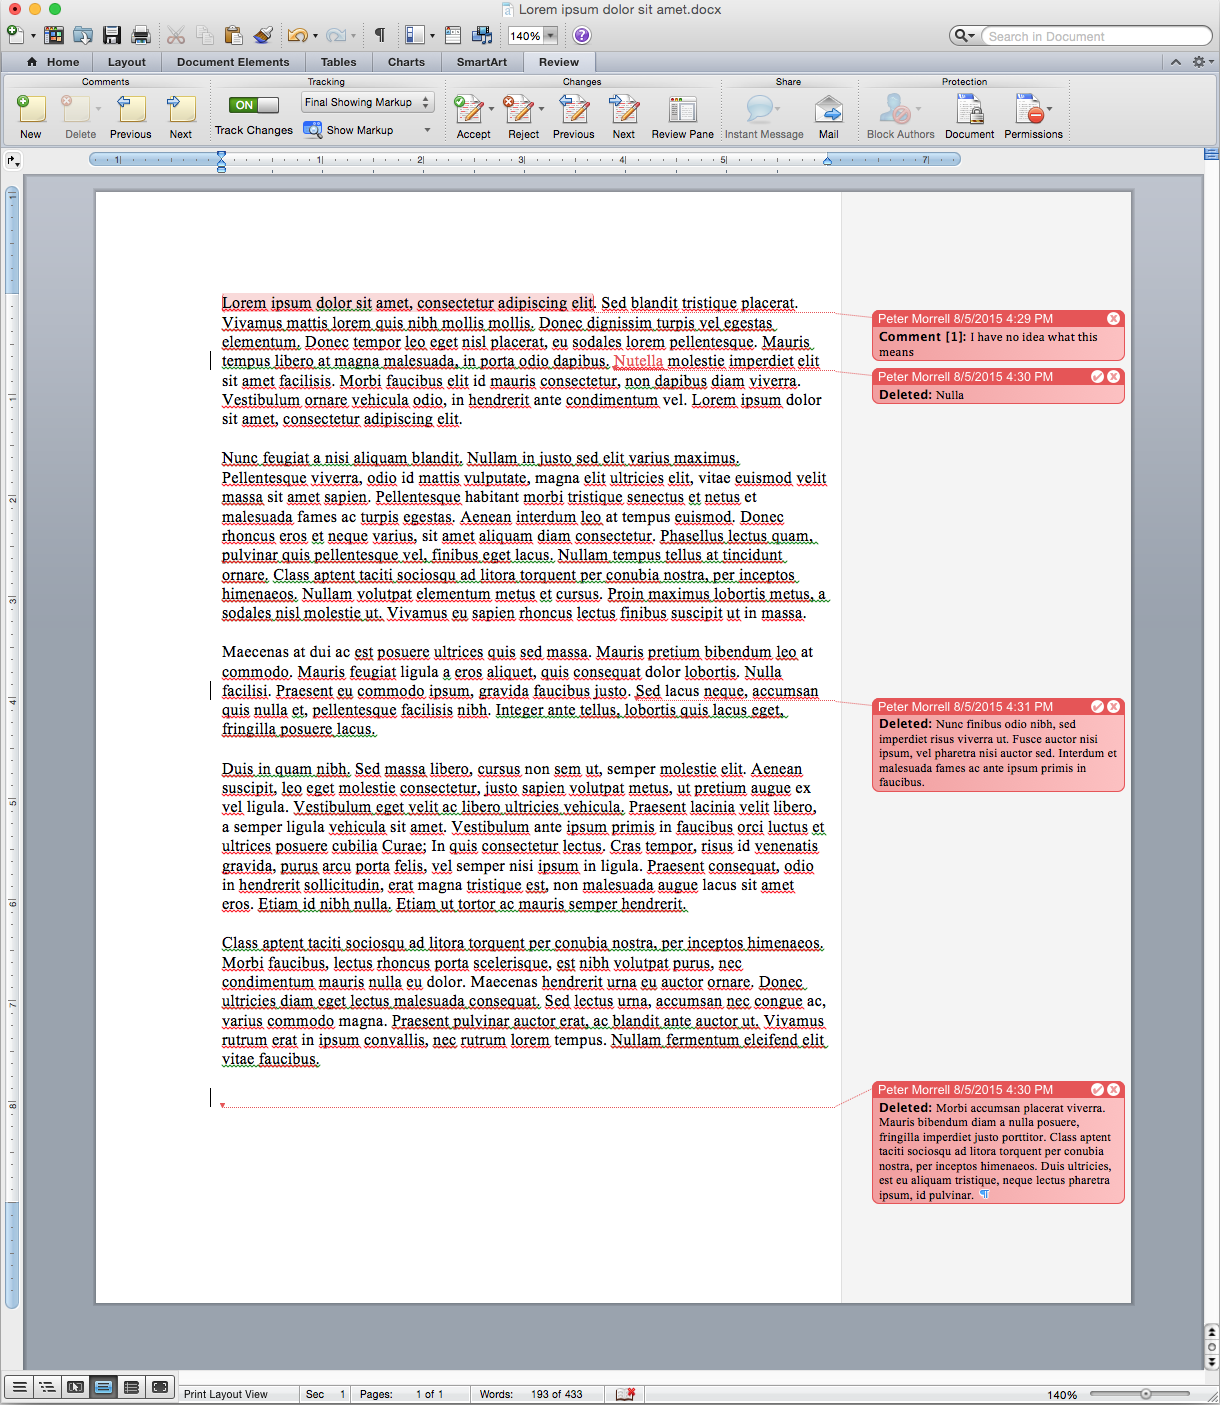 Lorem ipsum dolor sit amet.docx
140%
Search in Document
Home Layout Document Elements Tables Charts SmartArt Review
Comments Tracking Changes Share Protection
ON Final Showing Markup
Track Changes Show Markup
New Delete Previous Next Accept Reject Previous Next Review Pane Instant Message Mail Block Authors Document Permissions
1 1 2 3 4 5 7
Lorem ipsum dolor sit amet, consectetur adipiscing elit. Sed blandit tristique placerat.
Vivamus mattis lorem quis nibh mollis mollis. Donec dignissim turpis vel egestas
elementum. Donec tempor leo eget nisl placerat, eu sodales lorem pellentesque. Mauris
tempus libero at magna malesuada, in porta odio dapibus. Nutella molestie imperdiet elit
sit amet facilisis. Morbi faucibus elit id mauris consectetur, non dapibus diam viverra.
Vestibulum ornare vehicula odio, in hendrerit ante condimentum vel. Lorem ipsum dolor
sit amet, consectetur adipiscing elit.
Nunc feugiat a nisi aliquam blandit. Nullam in justo sed elit varius maximus.
Pellentesque viverra, odio id mattis vulputate, magna elit ultricies elit, vitae euismod velit
massa sit amet sapien. Pellentesque habitant morbi tristique senectus et netus et
malesuada fames ac turpis egestas. Aenean interdum leo at tempus euismod. Donec
rhoncus eros et neque varius, sit amet aliquam diam consectetur. Phasellus lectus quam,
pulvinar quis pellentesque vel, finibus eget lacus. Nullam tempus tellus at tincidunt
ornare. Class aptent taciti sociosqu ad litora torquent per conubia nostra, per inceptos
himenaeos. Nullam volutpat elementum metus et cursus. Proin maximus lobortis metus, a
sodales nisl molestie ut. Vivamus eu sapien rhoncus lectus finibus suscipit ut in massa.
Maecenas at dui ac est posuere ultrices quis sed massa. Mauris pretium bibendum leo at
commodo. Mauris feugiat ligula a eros aliquet, quis consequat dolor lobortis. Nulla
facilisi. Praesent eu commodo ipsum, gravida faucibus justo. Sed lacus neque, accumsan
quis nulla et, pellentesque facilisis nibh. Integer ante tellus, lobortis quis lacus eget,
fringilla posuere lacus.
Duis in quam nibh. Sed massa libero, cursus non sem ut, semper molestie elit. Aenean
suscipit, leo eget molestie consectetur, justo sapien volutpat metus, ut pretium augue ex
vel ligula. Vestibulum eget velit ac libero ultricies vehicula. Praesent lacinia velit libero,
a semper ligula vehicula sit amet. Vestibulum ante ipsum primis in faucibus orci luctus et
ultrices posuere cubilia Curae; In quis consectetur lectus. Cras tempor, risus id venenatis
gravida, purus arcu porta felis, vel semper nisi ipsum in ligula. Praesent consequat, odio
in hendrerit sollicitudin, erat magna tristique est, non malesuada augue lacus sit amet
eros. Etiam id nibh nulla. Etiam ut tortor ac mauris semper hendrerit.
Class aptent taciti sociosqu ad litora torquent per conubia nostra, per inceptos himenaeos.
Morbi faucibus, lectus rhoncus porta scelerisque, est nibh volutpat purus, nec
condimentum mauris nulla eu dolor. Maecenas hendrerit urna eu auctor ornare. Donec
ultricies diam eget lectus malesuada consequat. Sed lectus urna, accumsan nec congue ac,
varius commodo magna. Praesent pulvinar auctor erat, ac blandit ante auctor ut. Vivamus
rutrum erat in ipsum convallis, nec rutrum lorem tempus. Nullam fermentum eleifend elit
vitae faucibus.
Peter Morrell 8/5/2015 4:29 PM
Comment [1]: I have no idea what this
means
Peter Morrell 8/5/2015 4:30 PM
Deleted: Nulla
Peter Morrell 8/5/2015 4:31 PM
Deleted: Nunc finibus odio nibh, sed
imperdiet risus viverra ut. Fusce auctor nisi
ipsum, vel pharetra nisi auctor sed. Interdum et
malesuada fames ac ante ipsum primis in
faucibus.
Peter Morrell 8/5/2015 4:30 PM
Deleted: Morbi accumsan placerat viverra.
Mauris bibendum diam a nulla posuere,
fringilla imperdiet justo porttitor. Class aptent
taciti sociosqu ad litora torquent per conubia
nostra, per inceptos himenaeos. Duis ultricies,
est eu aliquam tristique, neque lectus pharetra
ipsum, id pulvinar. ¶
1
1
2
3
4
5
6
7
8
Print Layout View Sec 1 Pages: 1 of 1 Words: 193 of 433 140%